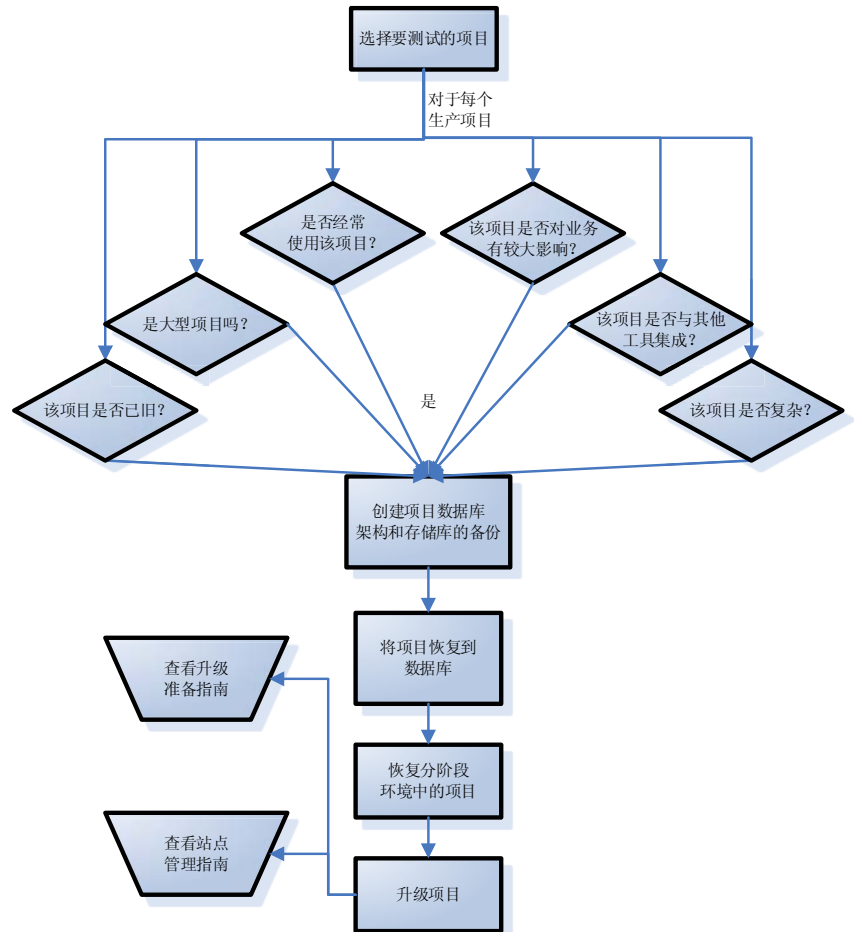 选择要测试的项目
对于每个
生产项目
是否经常
使用该项目？
该项目是否对业务
有较大影响？
是大型项目吗？
该项目是否与其他
工具集成？
该项目是否已旧？
是
该项目是否复杂？
创建项目数据库
架构和存储库的备份
将项目恢复到
数据库
查看升级
准备指南
恢复分阶段
环境中的项目
查看站点
管理指南
升级项目